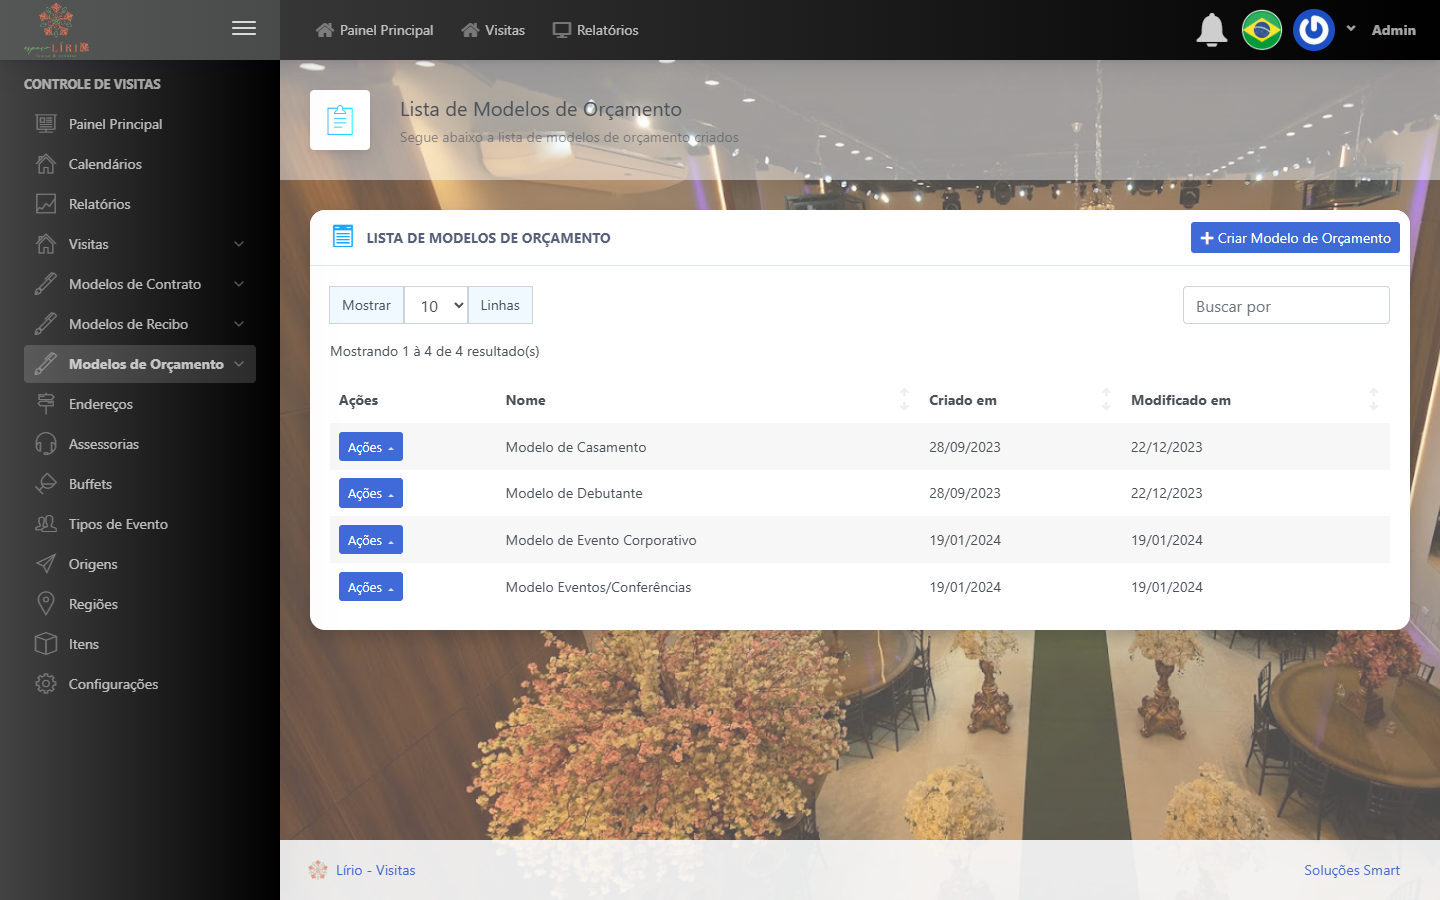 LÍRIO
Painel Principal
Visitas
Relatórios
Admin
CONTROLE DE VISITAS
Painel Principal
Calendários
Relatórios
Visitas
Modelos de Contrato
Modelos de Recibo
Modelos de Orçamento
Endereços
Assessorias
Buffets
Tipos de Evento
Origens
Regiões
Itens
Configurações
Lista de Modelos de Orçamento
Segue abaixo a lista de modelos de orçamento criados
LISTA DE MODELOS DE ORÇAMENTO
Criar Modelo de Orçamento
Mostrar 10 Linhas
Buscar por
Mostrando 1 à 4 de 4 resultado(s)
Ações Nome Criado em Modificado em
Ações Modelo de Casamento 28/09/2023 22/12/2023
Ações Modelo de Debutante 28/09/2023 22/12/2023
Ações Modelo de Evento Corporativo 19/01/2024 19/01/2024
Ações Modelo Eventos/Conferências 19/01/2024 19/01/2024
Lírio - Visitas
Soluções Smart